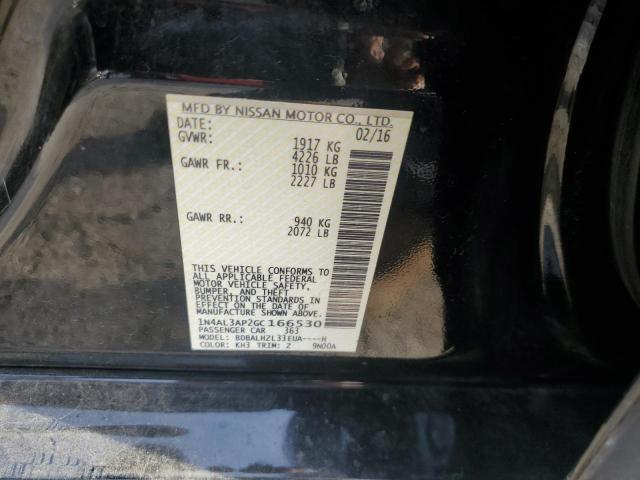 MFD BY NISSAN MOTOR CO., LTD.
DATE: 02/16
GVWR: 1917 KG
4226 LB
GAWR FR.: 1010 KG
2227 LB
GAWR RR.: 940 KG
2072 LB
THIS VEHICLE CONFORMS TO
ALL APPLICABLE FEDERAL
MOTOR VEHICLE SAFETY,
BUMPER, AND THEFT
PREVENTION STANDARDS IN
EFFECT ON THE DATE OF
MANUFACTURE SHOWN ABOVE.
1N4AL3AP2GC166530
PASSENGER CAR 363
MODEL: BDBALHZL33EUA----H
COLOR: KH3 TRIM: Z 9N00A